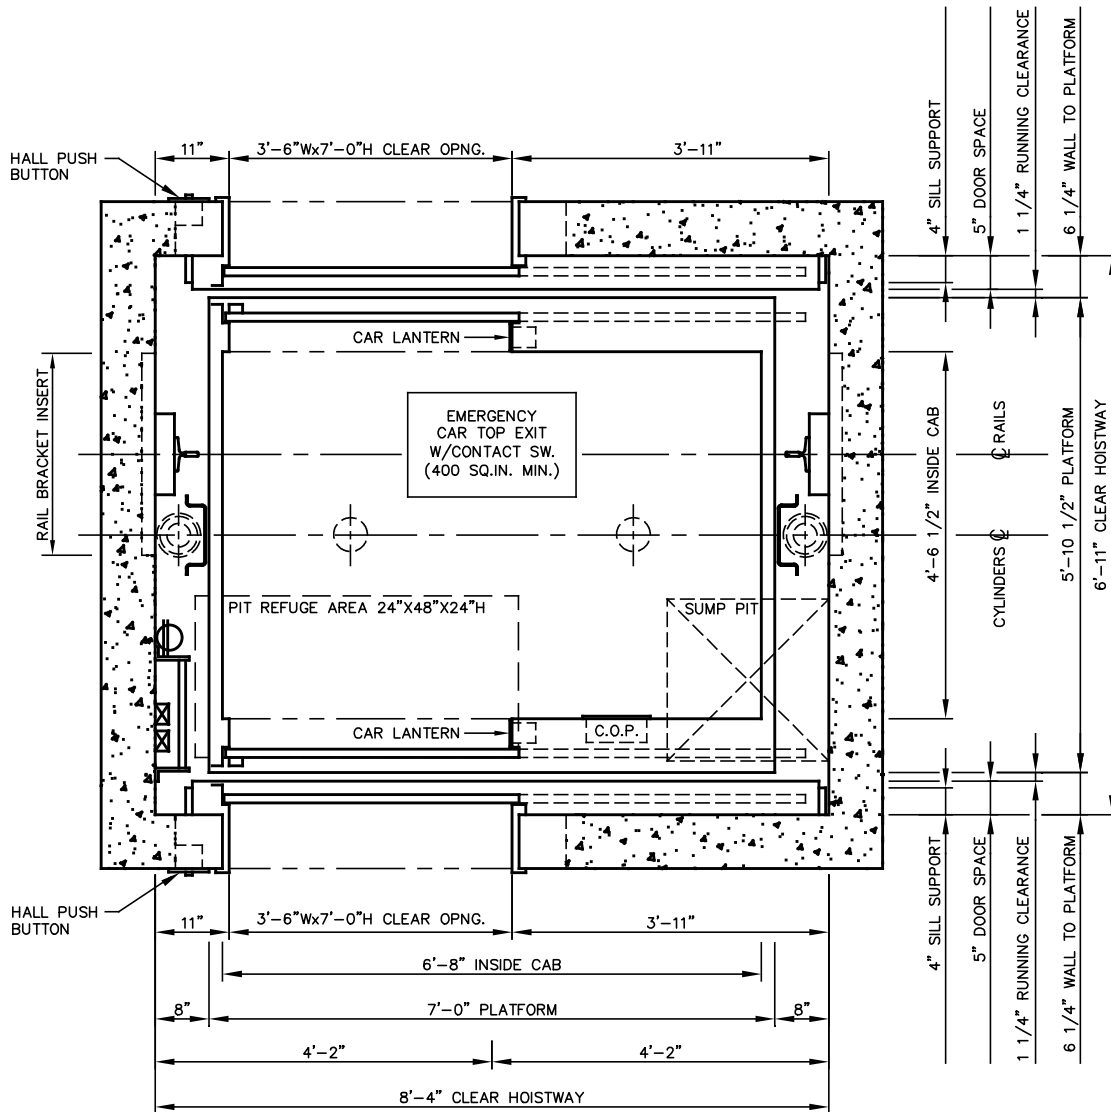 4" SILL SUPPORT
5" DOOR SPACE
1 1/4" RUNNING CLEARANCE
6 1/4" WALL TO PLATFORM
HALL PUSH
BUTTON
11"
3'-6"Wx7'-0"H CLEAR OPNG.
3'-11"
CAR LANTERN
RAIL BRACKET INSERT
EMERGENCY
CAR TOP EXIT
W/CONTACT SW.
(400 SQ.IN. MIN.)
4'-6 1/2" INSIDE CAB
℄ RAILS
CYLINDERS ℄
5'-10 1/2" PLATFORM
6'-11" CLEAR HOISTWAY
PIT REFUGE AREA 24"X48"X24"H
SUMP PIT
CAR LANTERN
C.O.P.
HALL PUSH
BUTTON
11"
3'-6"Wx7'-0"H CLEAR OPNG.
3'-11"
4" SILL SUPPORT
5" DOOR SPACE
1 1/4" RUNNING CLEARANCE
6 1/4" WALL TO PLATFORM
6'-8" INSIDE CAB
8"
7'-0" PLATFORM
8"
4'-2"
4'-2"
8'-4" CLEAR HOISTWAY